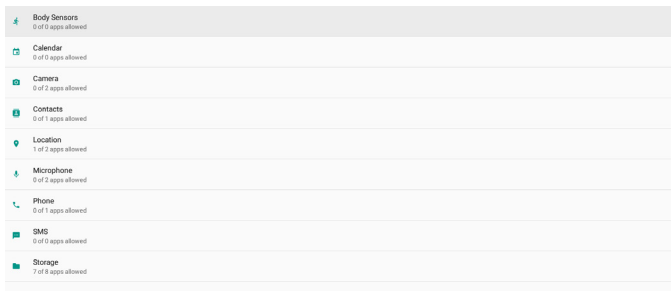 Body Sensors
0 of 0 apps allowed
Calendar
0 of 0 apps allowed
Camera
0 of 2 apps allowed
Contacts
0 of 1 apps allowed
Location
1 of 2 apps allowed
Microphone
0 of 2 apps allowed
Phone
0 of 1 apps allowed
SMS
0 of 0 apps allowed
Storage
7 of 8 apps allowed